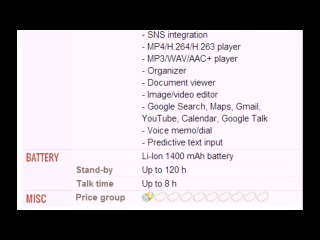 - SNS integration
- MP4/H.264/H.263 player
- MP3/WAV/AAC+ player
- Organizer
- Document viewer
- Image/video editor
- Google Search, Maps, Gmail,
YouTube, Calendar, Google Talk
- Voice memo/dial
- Predictive text input
BATTERY Li-Ion 1400 mAh battery
Stand-by Up to 120 h
Talk time Up to 8 h
MISC Price group